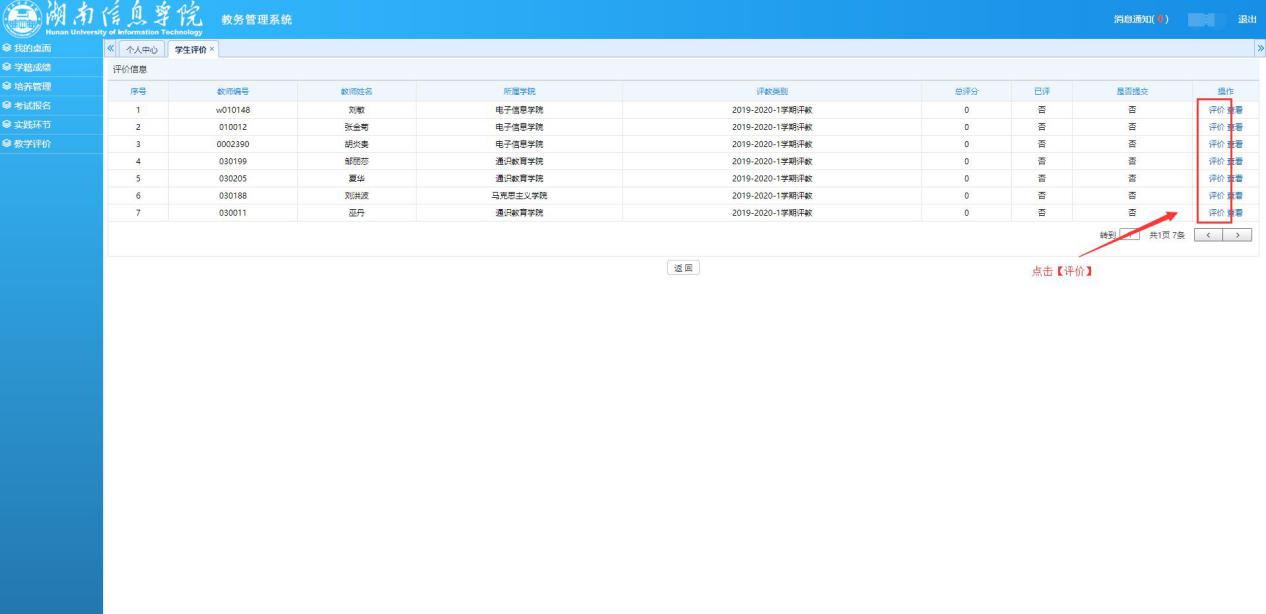 湖南信息学院 教务管理系统 消息通知(0) 退出
Hunan University of Information Technology
我的桌面
学籍成绩
培养管理
考试报名
实践环节
教学评价
« 个人中心 学生评价 × »
评价信息
序号 教师编号 教师姓名 所属学院 评教类别 总评分 已评 是否提交 操作
1 w010148 刘敏 电子信息学院 2019-2020-1学期评教 0 否 否 评价 查看
2 010012 张金菊 电子信息学院 2019-2020-1学期评教 0 否 否 评价 查看
3 0002390 胡炎贵 电子信息学院 2019-2020-1学期评教 0 否 否 评价 查看
4 030199 邹丽莎 通识教育学院 2019-2020-1学期评教 0 否 否 评价 查看
5 030205 夏华 通识教育学院 2019-2020-1学期评教 0 否 否 评价 查看
6 030188 刘洪波 马克思主义学院 2019-2020-1学期评教 0 否 否 评价 查看
7 030011 巫丹 通识教育学院 2019-2020-1学期评教 0 否 否 评价 查看
转到 1 共1页 7条 < >
返 回
点击【评价】